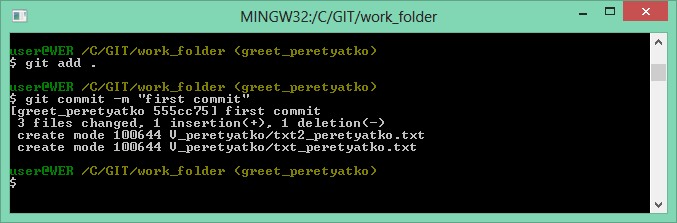 MINGW32:/C/GIT/work_folder
user@WER /C/GIT/work_folder (greet_peretyatko)
$ git add .
user@WER /C/GIT/work_folder (greet_peretyatko)
$ git commit -m "first commit"
[greet_peretyatko 555cc75] first commit
 3 files changed, 1 insertion(+), 1 deletion(-)
 create mode 100644 V_peretyatko/txt2_peretyatko.txt
 create mode 100644 V_peretyatko/txt_peretyatko.txt
user@WER /C/GIT/work_folder (greet_peretyatko)
$